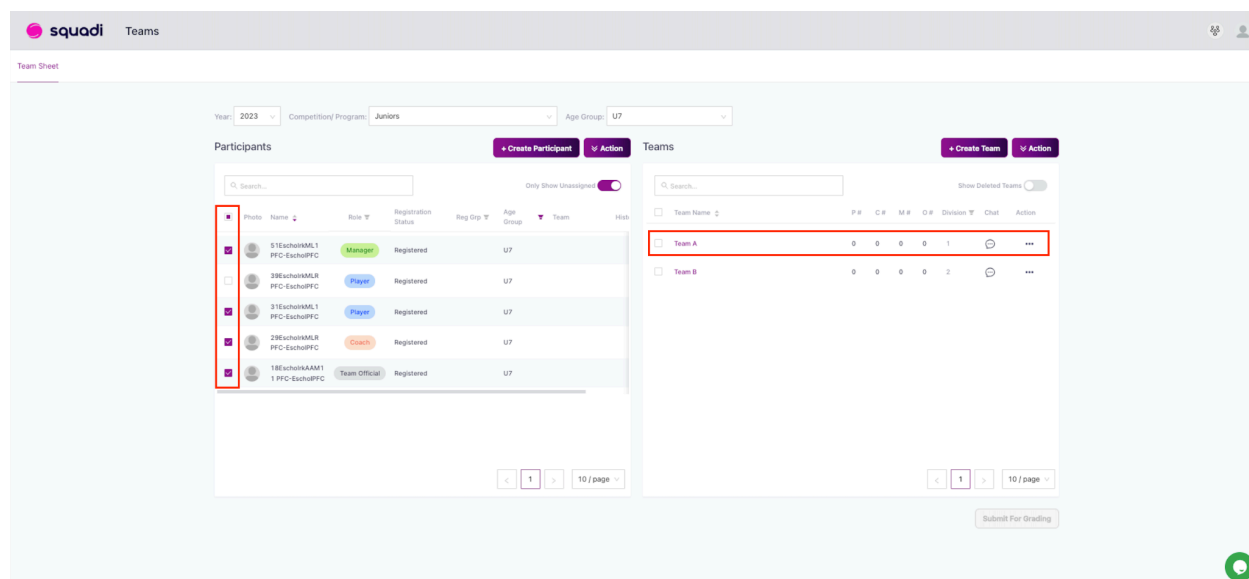 squadi Teams
Team Sheet
Year: 2023 Competition/ Program: Juniors Age Group: U7
Participants + Create Participant Action Teams + Create Team Action
Search... Only Show Unassigned Search... Show Deleted Teams
Photo Name Role Registration Status Reg Grp Age Group Team Hist Team Name P # C # M # O # Division Chat Action
51EscholrkML1 Manager Registered U7 Team A 0 0 0 0 1
PFC-EscholPFC
39EscholrkMLR Player Registered U7 Team B 0 0 0 0 2
PFC-EscholPFC
31EscholrkML1 Player Registered U7
PFC-EscholPFC
29EscholrkMLR Coach Registered U7
PFC-EscholPFC
18EscholrkAAM1 Team Official Registered U7
1 PFC-EscholPFC
< 1 > 10 / page < 1 > 10 / page
Submit For Grading